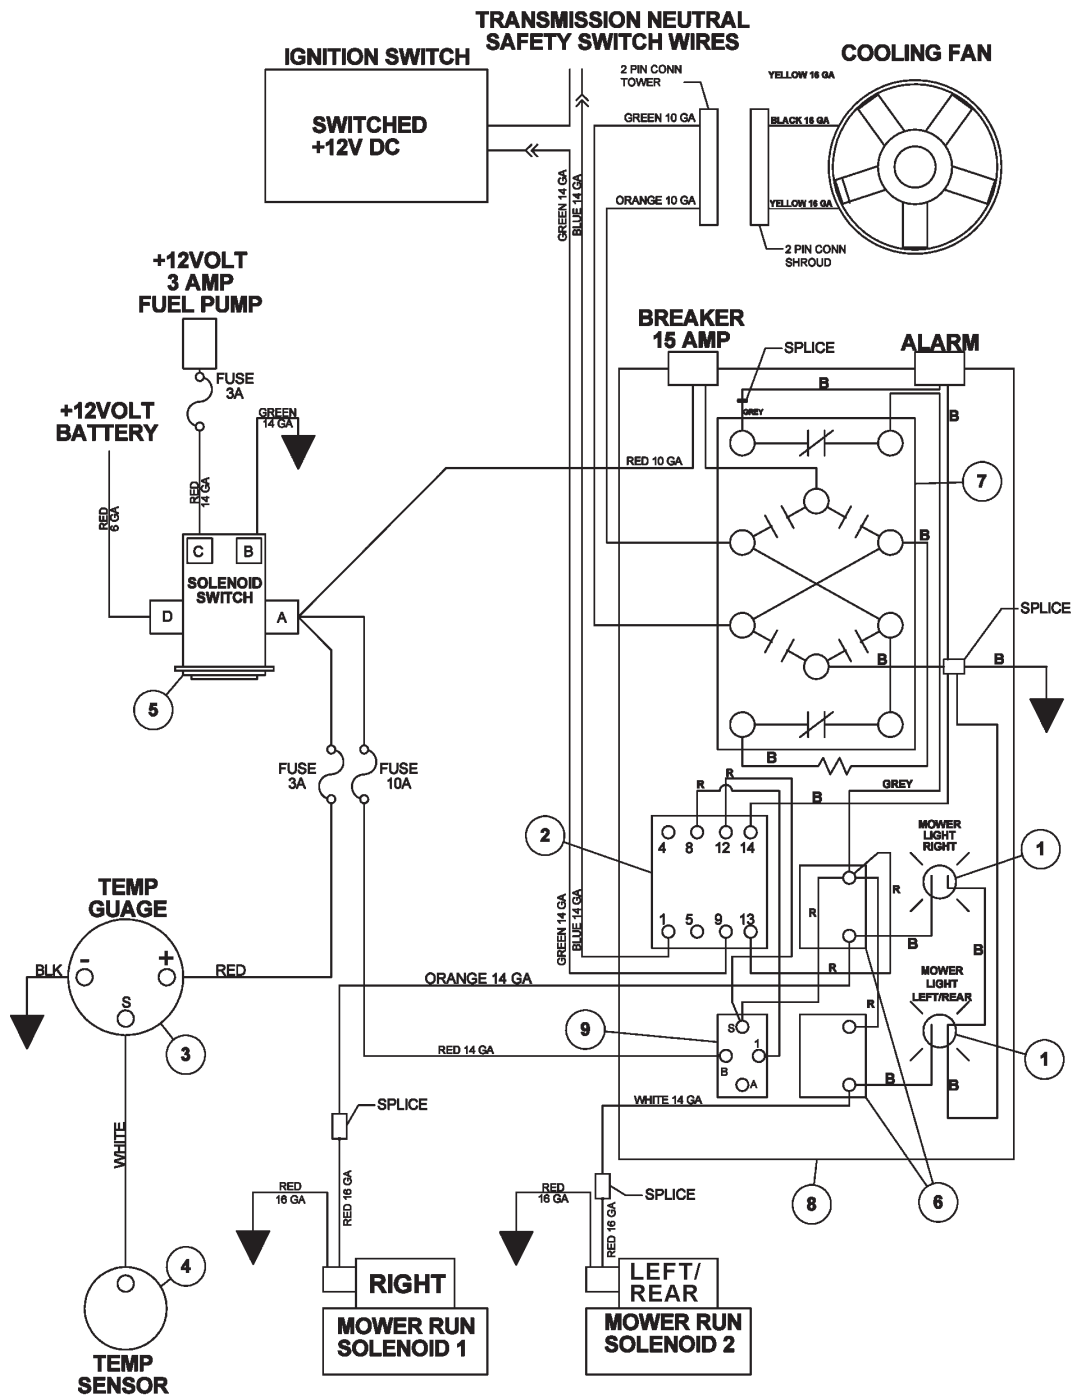 TRANSMISSION NEUTRAL
SAFETY SWITCH WIRES
IGNITION SWITCH
SWITCHED
+12V DC
2 PIN CONN
TOWER
YELLOW 16 GA
COOLING FAN
GREEN 10 GA
BLACK 16 GA
ORANGE 10 GA
YELLOW 16 GA
2 PIN CONN
SHROUD
GREEN 14 GA
BLUE 14 GA
+12VOLT
3 AMP
FUEL PUMP
FUSE
3A
+12VOLT
BATTERY
GREEN
14 GA
RED
14 GA
RED
6 GA
C
B
SOLENOID
SWITCH
D
A
5
BREAKER
15 AMP
SPLICE
ALARM
B
GREY
B
RED 10 GA
7
B
SPLICE
B
B
B
GREY
R
R
B
FUSE
3A
FUSE
10A
2
4
8
12
14
1
5
9
13
MOWER
LIGHT
RIGHT
1
R
R
B
B
GREEN 14 GA
BLUE 14 GA
TEMP
GUAGE
-
+
S
BLK
RED
3
ORANGE 14 GA
R
MOWER
LIGHT
LEFT/REAR
R
9
S
1
B
A
RED 14 GA
1
B
B
WHITE 14 GA
SPLICE
WHITE
RED
16 GA
RED 16 GA
RED
16 GA
RED 16 GA
SPLICE
8
6
4
TEMP
SENSOR
RIGHT
MOWER RUN
SOLENOID 1
LEFT/
REAR
MOWER RUN
SOLENOID 2